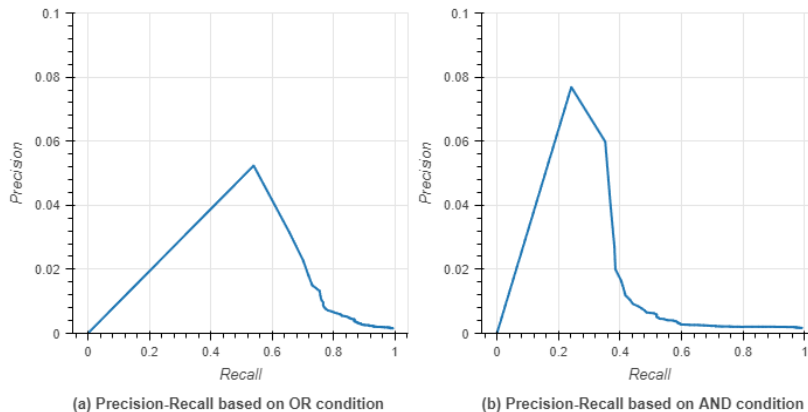 0.1
0.08
0.06
0.04
0.02
0
Precision
0 0.2 0.4 0.6 0.8 1
Recall
(a) Precision-Recall based on OR condition
0.1
0.08
0.06
0.04
0.02
0
Precision
0 0.2 0.4 0.6 0.8 1
Recall
(b) Precision-Recall based on AND condition